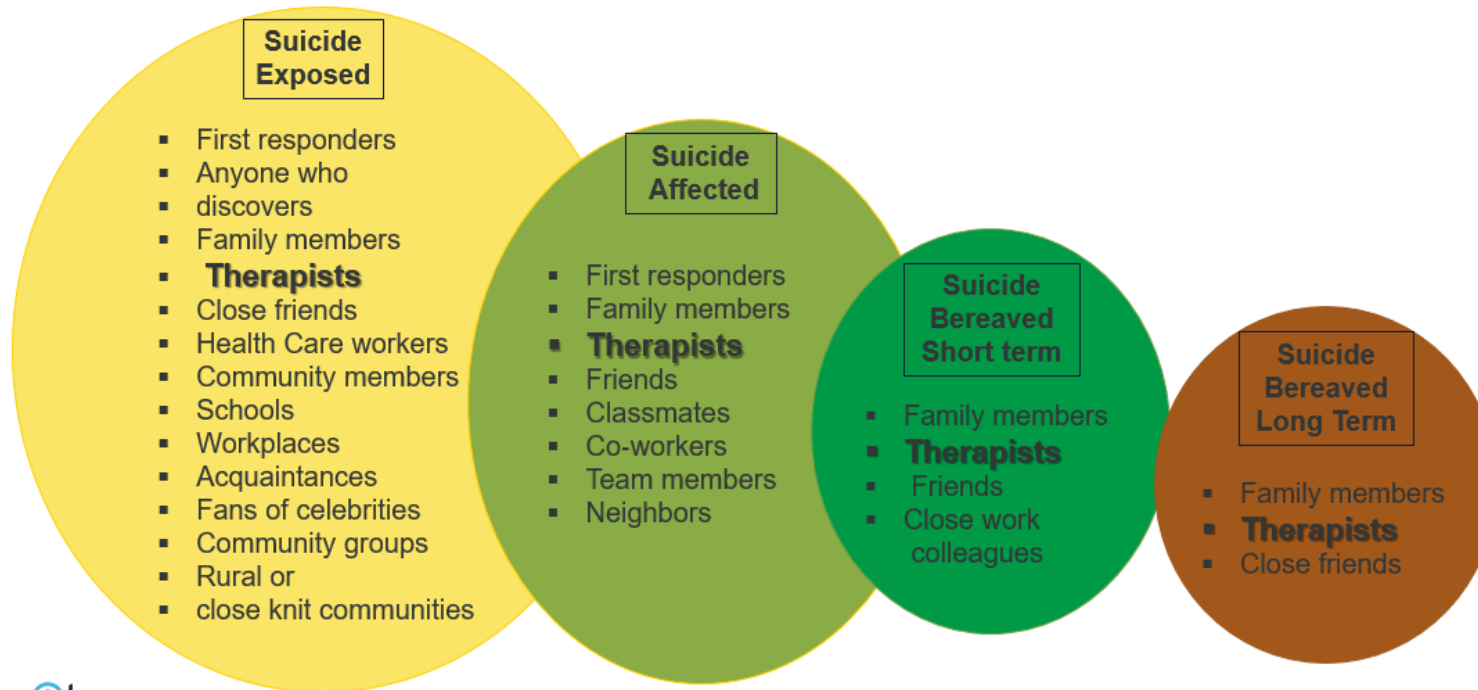 Suicide
Exposed
▪ First responders
▪ Anyone who
▪ discovers
▪ Family members
▪ Therapists
▪ Close friends
▪ Health Care workers
▪ Community members
▪ Schools
▪ Workplaces
▪ Acquaintances
▪ Fans of celebrities
▪ Community groups
▪ Rural or
▪ close knit communities
Suicide
Affected
▪ First responders
▪ Family members
▪ Therapists
▪ Friends
▪ Classmates
▪ Co-workers
▪ Team members
▪ Neighbors
Suicide
Bereaved
Short term
▪ Family members
▪ Therapists
▪ Friends
▪ Close work
colleagues
Suicide
Bereaved
Long Term
▪ Family members
▪ Therapists
▪ Close friends